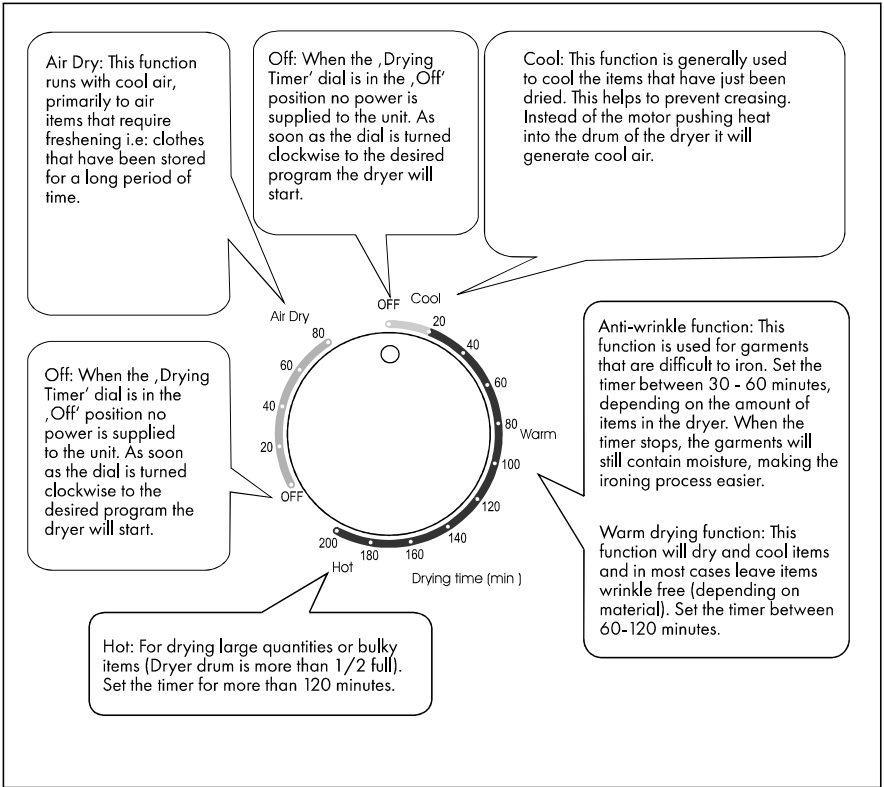 Air Dry: This function
runs with cool air,
primarily to air
items that require
freshening i.e: clothes
that have been stored
for a long period of
time.
Off: When the ‚Drying
Timer‘ dial is in the ‚Off‘
position no power is
supplied to the unit. As
soon as the dial is turned
clockwise to the desired
program the dryer will
start.
Cool: This function is generally used
to cool the items that have just been
dried. This helps to prevent creasing.
Instead of the motor pushing heat
into the drum of the dryer it will
generate cool air.
Off: When the ‚Drying
Timer‘ dial is in the
‚Off‘ position no
power is supplied
to the unit. As soon
as the dial is turned
clockwise to the
desired program the
dryer will start.
Air Dry
80
60
40
20
OFF
OFF
Cool
20
40
60
80
Warm
100
120
140
160
180
200
Hot
Drying time (min )
Anti-wrinkle function: This
function is used for garments
that are difficult to iron. Set the
timer between 30 - 60 minutes,
depending on the amount of
items in the dryer. When the
timer stops, the garments will
still contain moisture, making the
ironing process easier.
Warm drying function: This
function will dry and cool items
and in most cases leave items
wrinkle free (depending on
material). Set the timer between
60-120 minutes.
Hot: For drying large quantities or bulky
items (Dryer drum is more than 1/2 full).
Set the timer for more than 120 minutes.